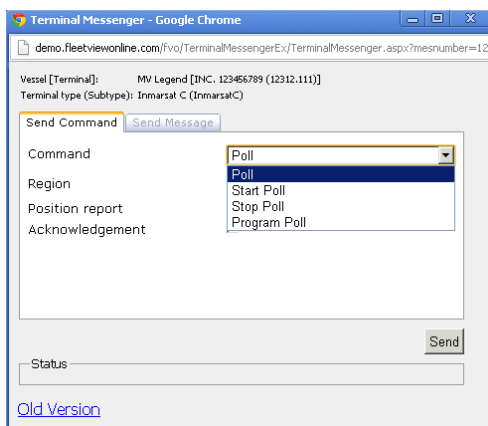 Terminal Messenger - Google Chrome
demo.fleetviewonline.com/fvo/TerminalMessengerEx/TerminalMessenger.aspx?mesnumber=12
Vessel [Terminal]: MV Legend [INC. 123456789 (12312.111)]
Terminal type (Subtype): Inmarsat C (InmarsatC)
Send Command Send Message
Command Poll
Poll
Region Start Poll
Position report Stop Poll
Acknowledgement Program Poll
Send
Status
Old Version